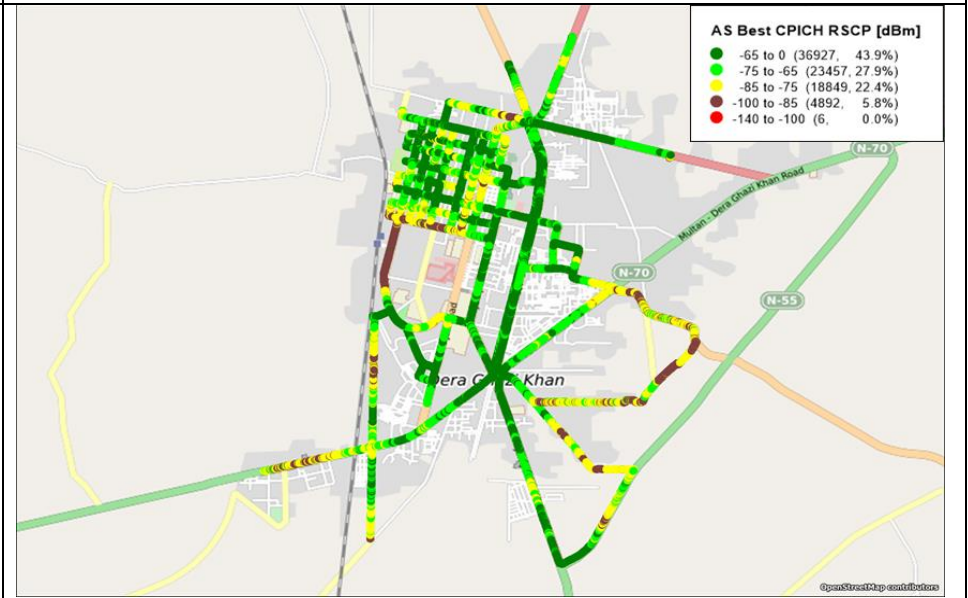 AS Best CPICH RSCP [dBm]
-65 to 0 (36927, 43.9%)
-75 to -65 (23457, 27.9%)
-85 to -75 (18849, 22.4%)
-100 to -85 (4892, 5.8%)
-140 to -100 (6, 0.0%)
N-70
Multan - Dera Ghazi Khan Road
N-70
N-55
ad
Dera Ghazi Khan
OpenStreetMap contributors